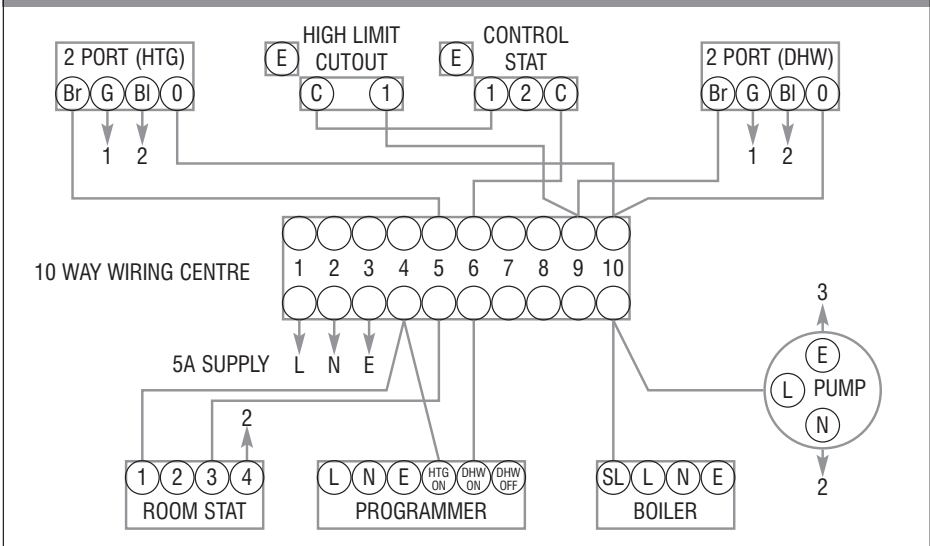 HIGH LIMIT CUTOUT
CONTROL STAT
2 PORT (HTG)
E
E
2 PORT (DHW)
Br G Bl 0
C 1
1 2 C
Br G Bl 0
1 2
1 2
1 2 3 4 5 6 7 8 9 10
10 WAY WIRING CENTRE
3
5A SUPPLY L N E
E
L PUMP
N
2
2
1 2 3 4
ROOM STAT
L N E HTG ON DHW ON DHW OFF
PROGRAMMER
SL L N E
BOILER